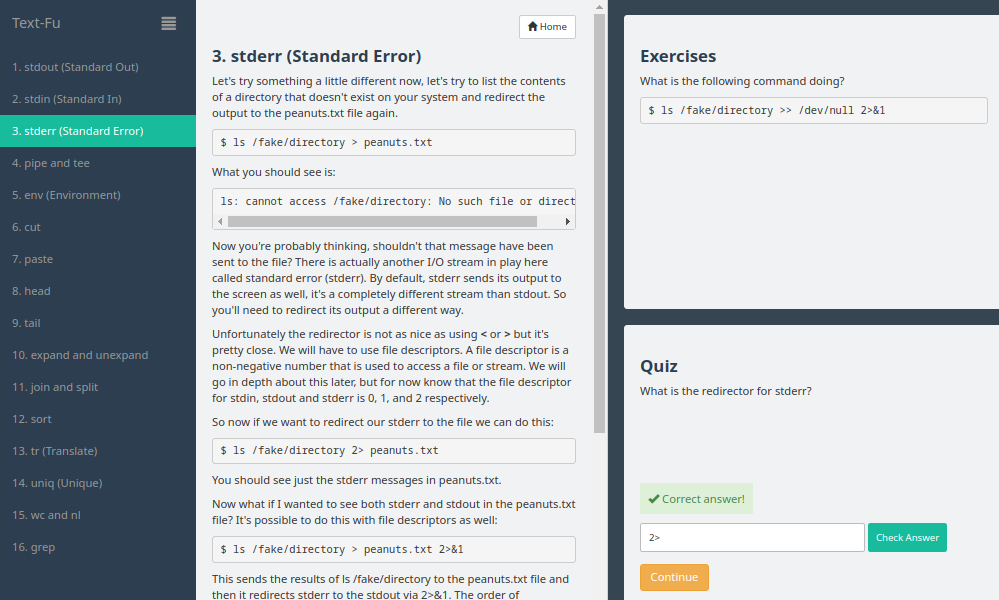 Text-Fu
1. stdout (Standard Out)
2. stdin (Standard In)
3. stderr (Standard Error)
4. pipe and tee
5. env (Environment)
6. cut
7. paste
8. head
9. tail
10. expand and unexpand
11. join and split
12. sort
13. tr (Translate)
14. uniq (Unique)
15. wc and nl
16. grep
Home
3. stderr (Standard Error)
Let's try something a little different now, let's try to list the contents
of a directory that doesn't exist on your system and redirect the
output to the peanuts.txt file again.
$ ls /fake/directory > peanuts.txt
What you should see is:
ls: cannot access /fake/directory: No such file or direct
Now you're probably thinking, shouldn't that message have been
sent to the file? There is actually another I/O stream in play here
called standard error (stderr). By default, stderr sends its output to
the screen as well, it's a completely different stream than stdout. So
you'll need to redirect its output a different way.
Unfortunately the redirector is not as nice as using < or > but it's
pretty close. We will have to use file descriptors. A file descriptor is a
non-negative number that is used to access a file or stream. We will
go in depth about this later, but for now know that the file descriptor
for stdin, stdout and stderr is 0, 1, and 2 respectively.
So now if we want to redirect our stderr to the file we can do this:
$ ls /fake/directory 2> peanuts.txt
You should see just the stderr messages in peanuts.txt.
Now what if I wanted to see both stderr and stdout in the peanuts.txt
file? It's possible to do this with file descriptors as well:
$ ls /fake/directory > peanuts.txt 2>&1
This sends the results of ls /fake/directory to the peanuts.txt file and
then it redirects stderr to the stdout via 2>&1. The order of
Exercises
What is the following command doing?
$ ls /fake/directory >> /dev/null 2>&1
Quiz
What is the redirector for stderr?
Correct answer!
2>
Check Answer
Continue